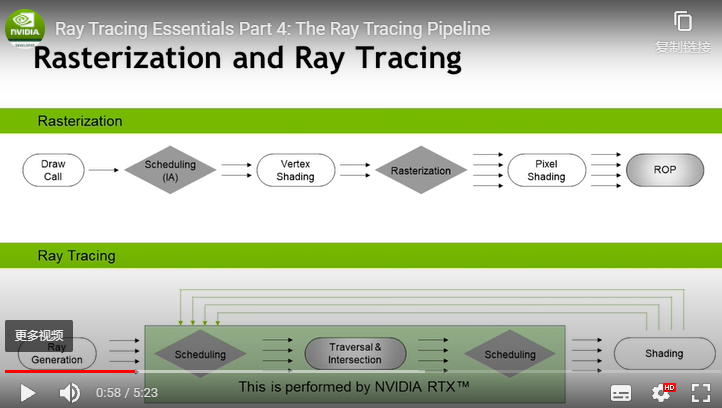 Ray Tracing Essentials Part 4: The Ray Tracing Pipeline
NVIDIA
DEVELOPER
复制链接
Rasterization and Ray Tracing
Rasterization
Draw
Call
Scheduling
(IA)
Vertex
Shading
Rasterization
Pixel
Shading
ROP
Ray Tracing
更多视频
Ray
Generation
Scheduling
Traversal &
Intersection
Scheduling
Shading
This is performed by NVIDIA RTX™
0:58 / 5:23
HD